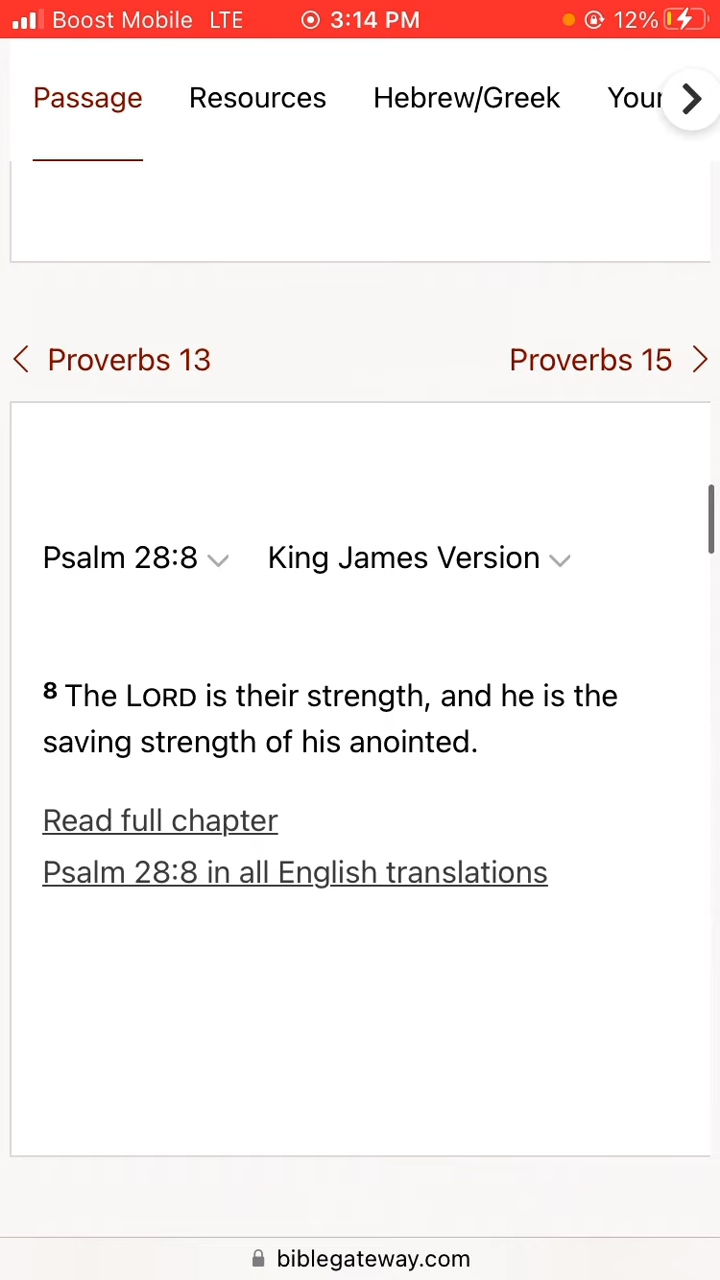 Boost Mobile LTE 3:14 PM 12%
Passage Resources Hebrew/Greek Your
Proverbs 13 Proverbs 15
Psalm 28:8 King James Version
8 The LORD is their strength, and he is the
saving strength of his anointed.
Read full chapter
Psalm 28:8 in all English translations
biblegateway.com